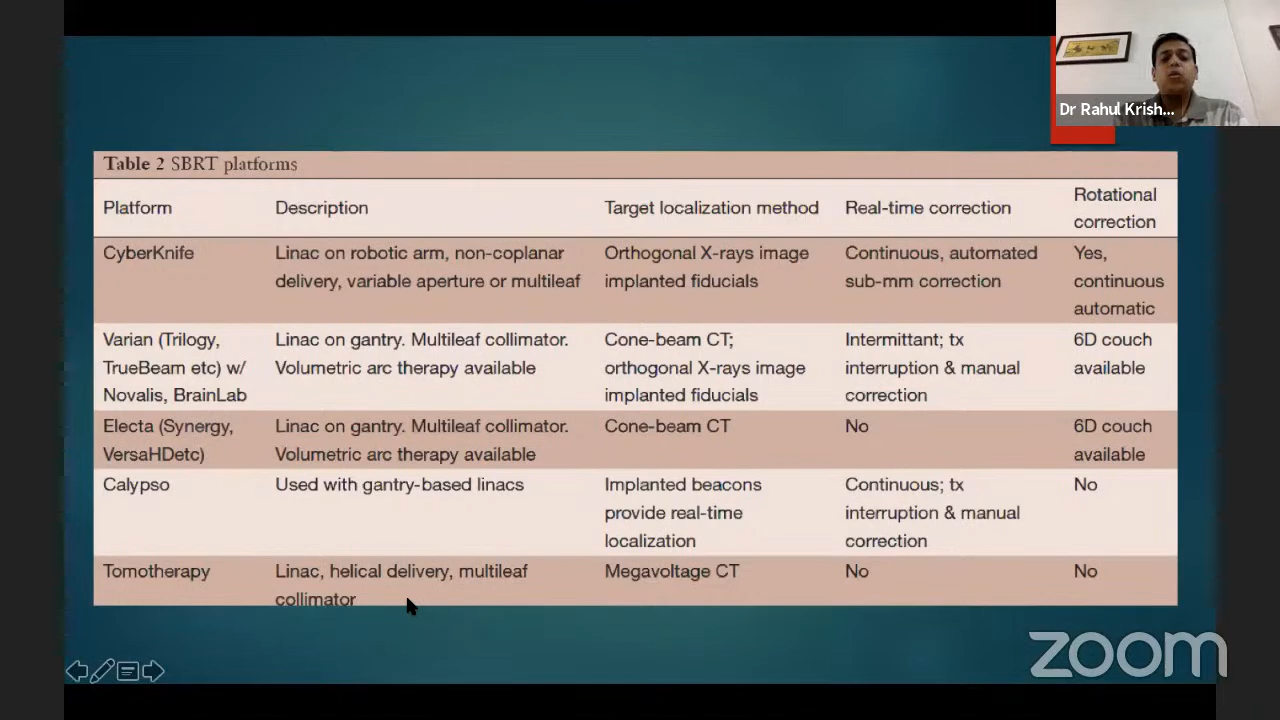 Dr Rahul Krish...
Table 2 SBRT platforms
Platform
Description
Target localization method
Real-time correction
Rotational
correction
CyberKnife
Linac on robotic arm, non-coplanar
delivery, variable aperture or multileaf
Orthogonal X-rays image
implanted fiducials
Continuous, automated
sub-mm correction
Yes,
continuous
automatic
Varian (Trilogy,
TrueBeam etc) w/
Novalis, BrainLab
Linac on gantry. Multileaf collimator.
Volumetric arc therapy available
Cone-beam CT;
orthogonal X-rays image
implanted fiducials
Intermittant; tx
interruption & manual
correction
6D couch
available
Electa (Synergy,
VersaHDetc)
Linac on gantry. Multileaf collimator.
Volumetric arc therapy available
Cone-beam CT
No
6D couch
available
Calypso
Used with gantry-based linacs
Implanted beacons
provide real-time
localization
Continuous; tx
interruption & manual
correction
No
Tomotherapy
Linac, helical delivery, multileaf
collimator
Megavoltage CT
No
No
zoom